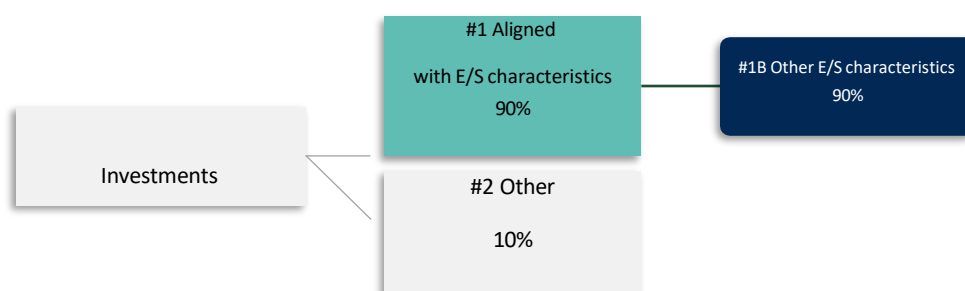 #1 Aligned
with E/S characteristics
90%
#1B Other E/S characteristics
90%
Investments
#2 Other
10%